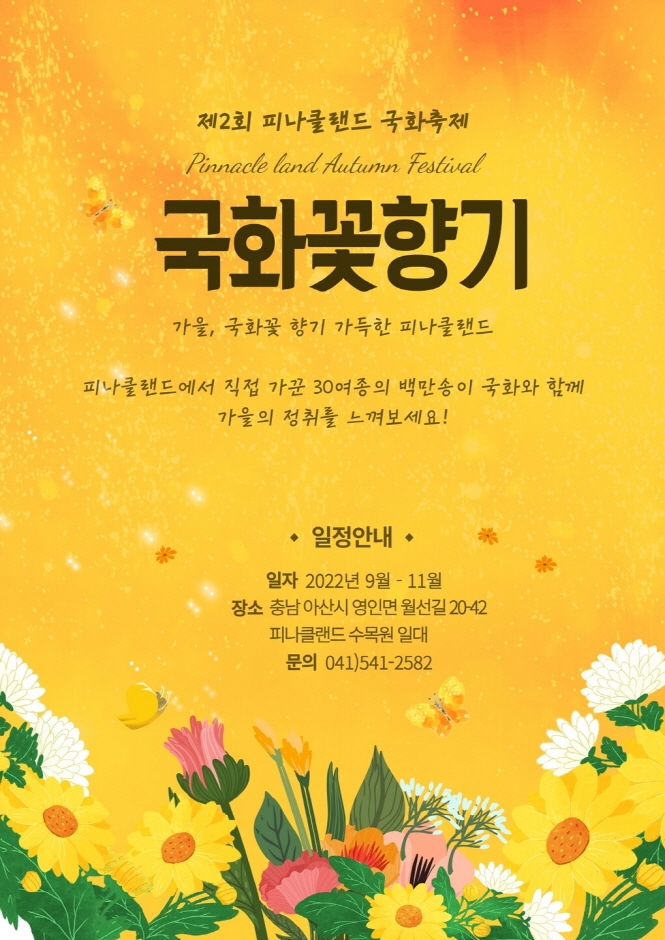 제2회 피나클랜드 국화축제
Pinnacle land Autumn Festival
국화꽃향기
가을, 국화꽃 향기 가득한 피나클랜드
피나클랜드에서 직접 가꾼 30여종의 백만송이 국화와 함께
가을의 정취를 느껴보세요!
◆ 일정안내 ◆
일자 2022년 9월 - 11월
장소 충남 아산시 영인면 월선길 20-42
피나클랜드 수목원 일대
문의 041)541-2582